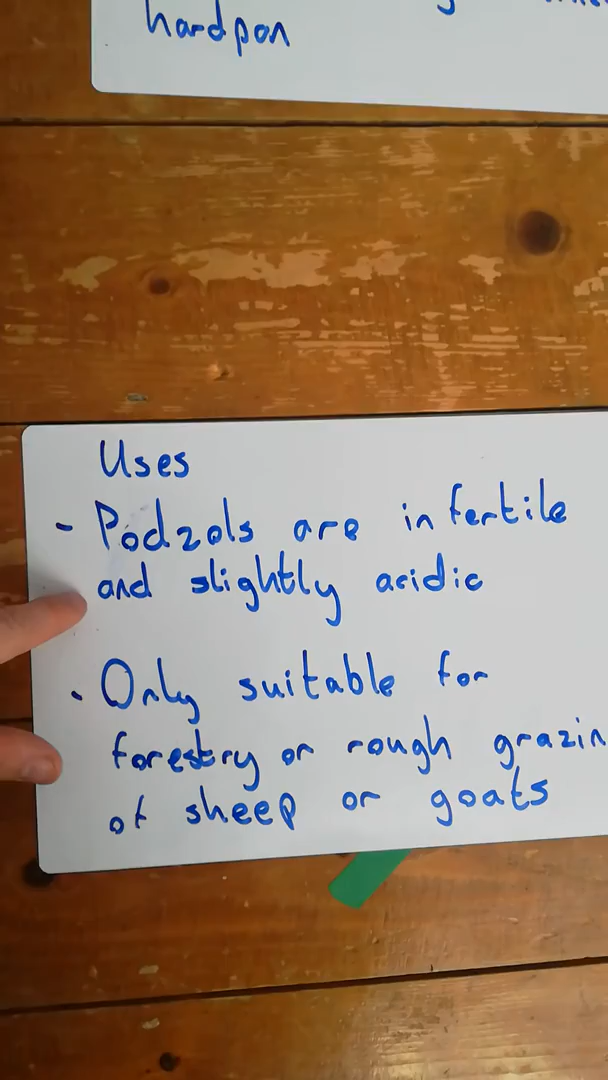 hardpan
Uses
- Podzols are infertile
and slightly acidic
• Only suitable for
forestry or rough grazin
of sheep or goats